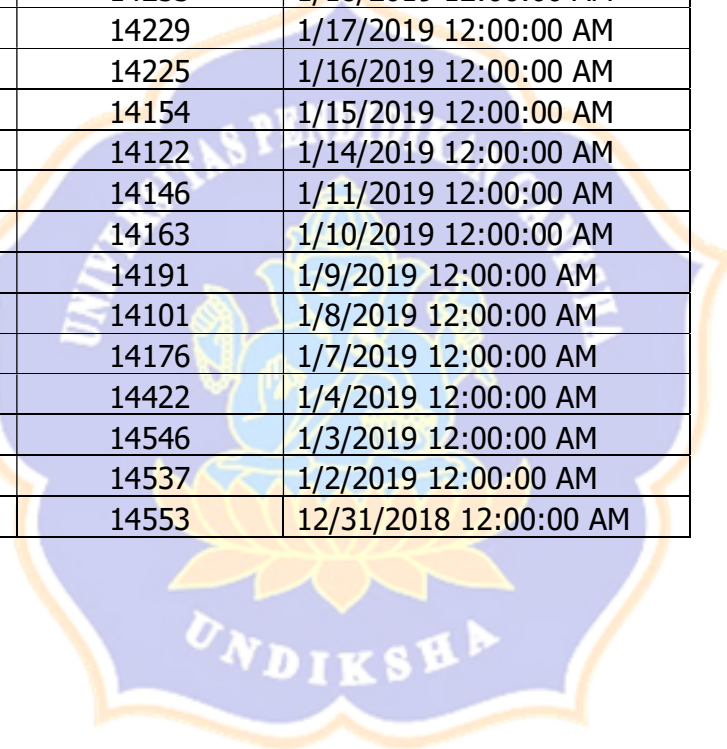 14229 1/17/2019 12:00:00 AM
14225 1/16/2019 12:00:00 AM
14154 1/15/2019 12:00:00 AM
14122 1/14/2019 12:00:00 AM
14146 1/11/2019 12:00:00 AM
14163 1/10/2019 12:00:00 AM
14191 1/9/2019 12:00:00 AM
14101 1/8/2019 12:00:00 AM
14176 1/7/2019 12:00:00 AM
14422 1/4/2019 12:00:00 AM
14546 1/3/2019 12:00:00 AM
14537 1/2/2019 12:00:00 AM
14553 12/31/2018 12:00:00 AM
UNIVERSITAS PENDIDIKAN GANESHA
UNDIKSHA